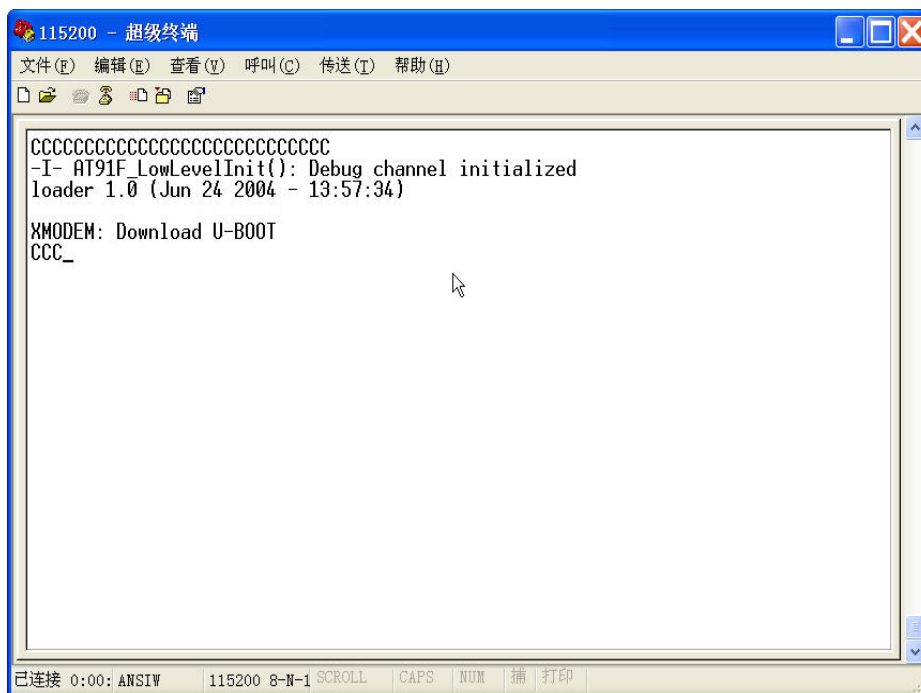 115200 - 超级终端
文件(F) 编辑(E) 查看(V) 呼叫(C) 传送(T) 帮助(H)
CCCCCCCCCCCCCCCCCCCCCCCCCCCC
-I- AT91F_LowLevelInit(): Debug channel initialized
loader 1.0 (Jun 24 2004 - 13:57:34)
XMODEM: Download U-BOOT
CCC_
已连接 0:00: ANSIW 115200 8-N-1 SCROLL CAPS NUM 捕 打印